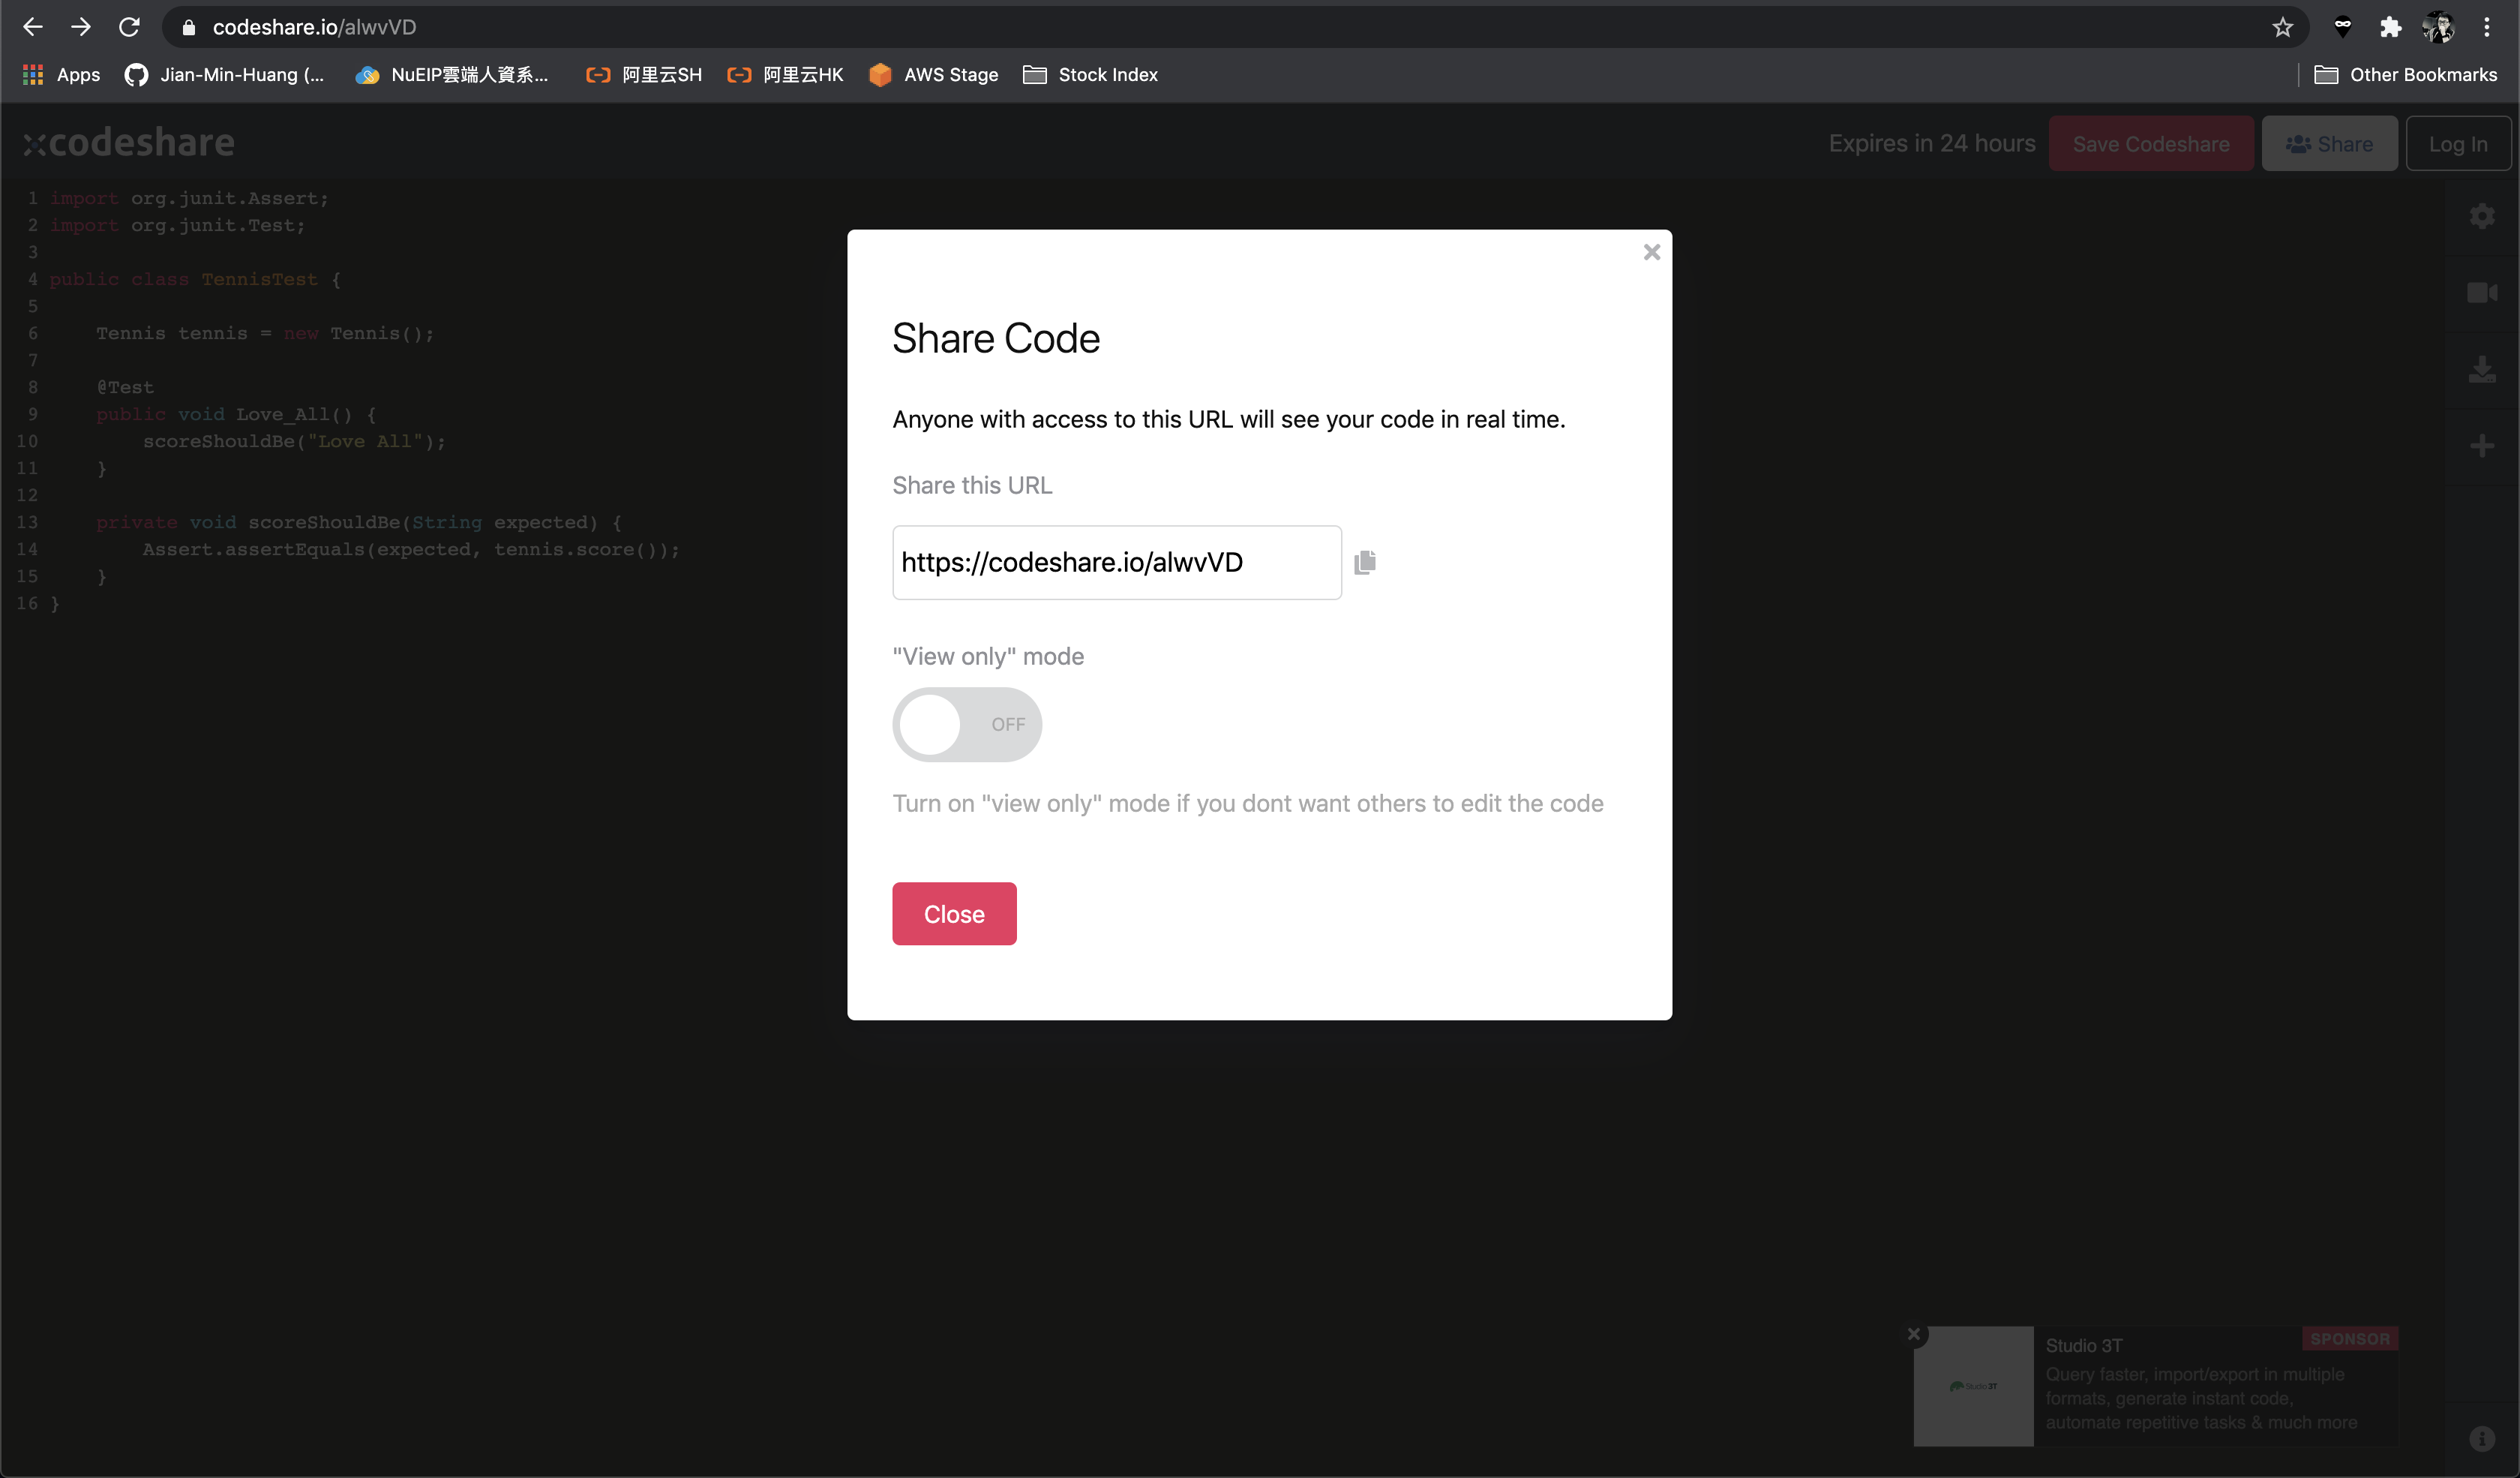 codeshare.io/alwvVD
Apps
Jian-Min-Huang (...
NuEIP雲端人資系...
阿里云SH
阿里云HK
AWS Stage
Stock Index
Other Bookmarks
codeshare
Expires in 24 hours
Save Codeshare
Share
Log In
1 import org.junit.Assert;
2 import org.junit.Test;
3
4 public class TennisTest {
5
6     Tennis tennis = new Tennis();
7
8     @Test
9     public void Love_All() {
10         scoreShouldBe("Love All");
11     }
12
13     private void scoreShouldBe(String expected) {
14         Assert.assertEquals(expected, tennis.score());
15     }
16 }
Share Code
Anyone with access to this URL will see your code in real time.
Share this URL
https://codeshare.io/alwvVD
"View only" mode
OFF
Turn on "view only" mode if you dont want others to edit the code
Close
Studio 3T
SPONSOR
Studio 3T
Query faster, import/export in multiple
formats, generate instant code,
automate repetitive tasks & much more